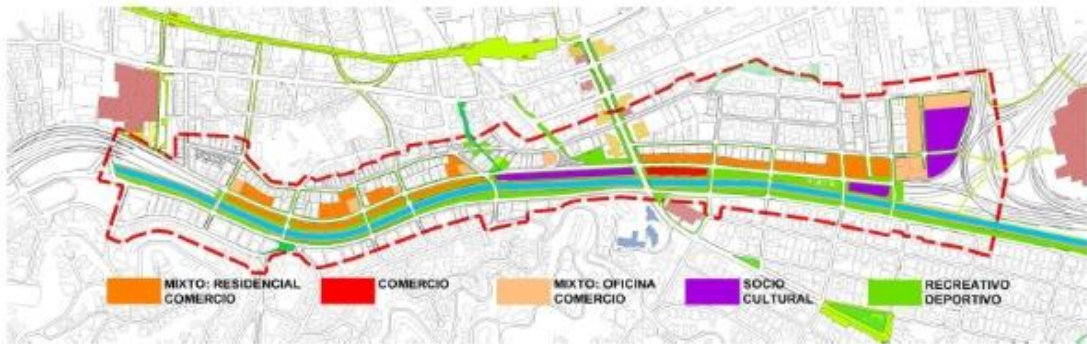 MIXTO: RESIDENCIAL
COMERCIO
COMERCIO
MIXTO: OFICINA
COMERCIO
SOCIO
CULTURAL
RECREATIVO
DEPORTIVO